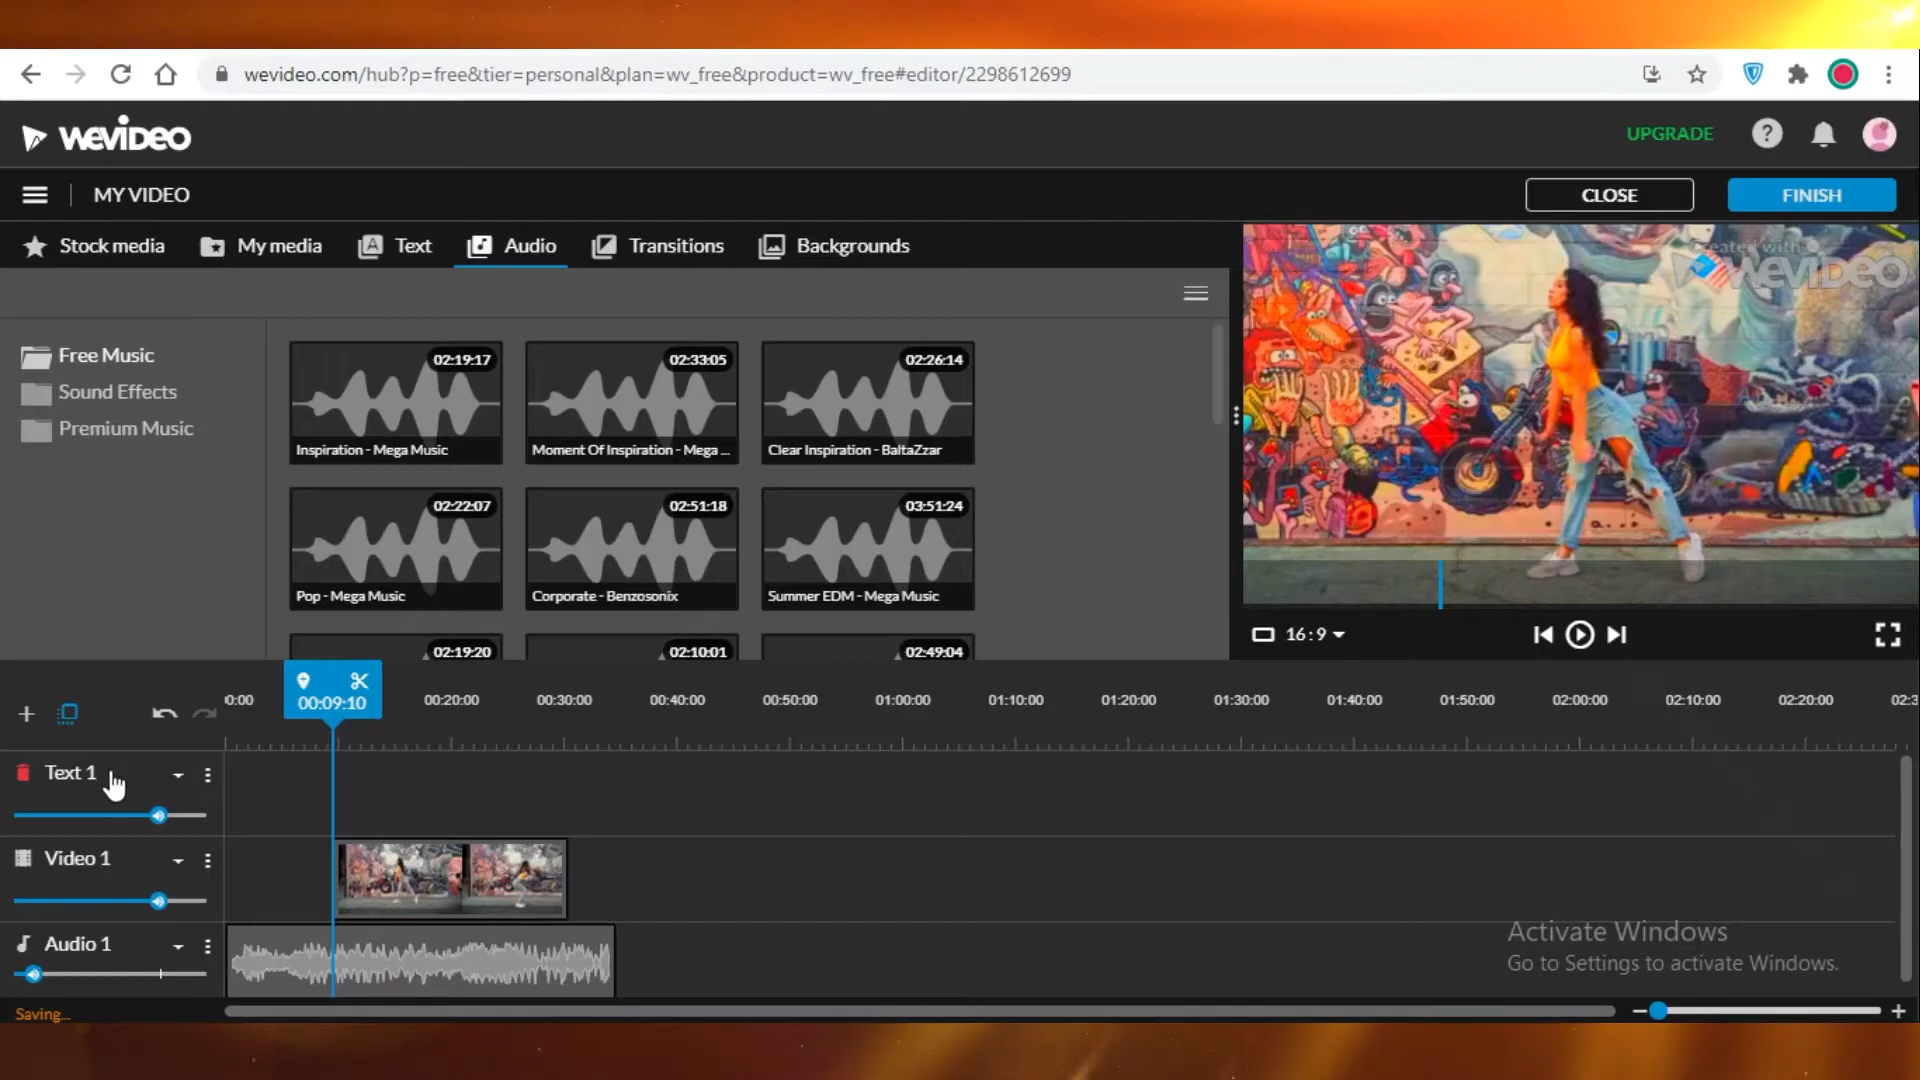 wevideo.com/hub?p=free&tier=personal&plan=wv_free&product=wv_free#editor/2298612699
WEVIDEO
UPGRADE
?
MY VIDEO
CLOSE
FINISH
Stock media
My media
Text
Audio
Transitions
Backgrounds
Created with
WEVIDEO
Free Music
Sound Effects
Premium Music
02:19:17
02:33:05
02:26:14
Inspiration - Mega Music
Moment Of Inspiration - Mega ...
Clear Inspiration - BaltaZzar
02:22:07
02:51:18
03:51:24
Pop - Mega Music
Corporate - Benzosonix
Summer EDM - Mega Music
02:19:20
02:10:01
02:49:04
16:9
00:09:10
0:00
00:20:00
00:30:00
00:40:00
00:50:00
01:00:00
01:10:00
01:20:00
01:30:00
01:40:00
01:50:00
02:00:00
02:10:00
02:20:00
02:3
Text 1
Video 1
Audio 1
Activate Windows
Go to Settings to activate Windows.
Saving...